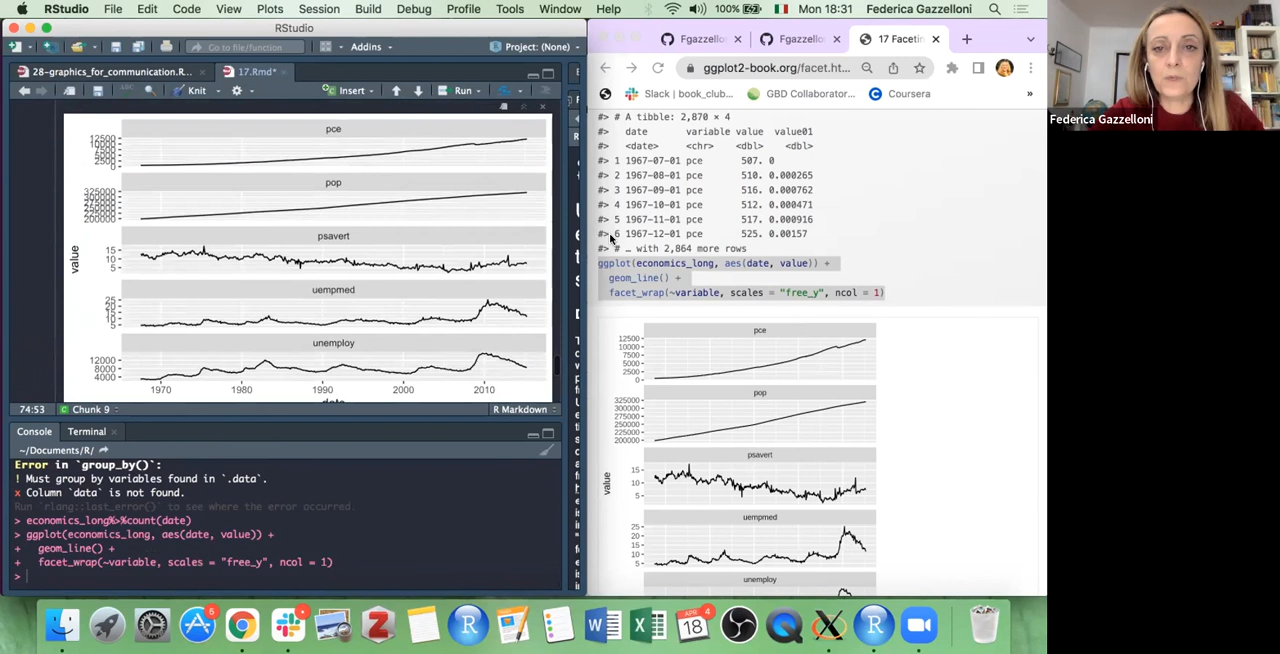 RStudio File Edit Code View Plots Session Build Debug Profile Tools Window Help 100% Mon 18:31 Federica Gazzelloni
RStudio
Go to file/function Addins Project: (None)
28-graphics_for_communication.R... 17.Rmd*
Knit Insert Run
pce
12500
10000
7500
5000
2500
pop
325000
300000
275000
250000
225000
200000
psavert
15
10
5
uempmed
25
20
15
10
5
unemploy
12000
8000
4000
value
1970 1980 1990 2000 2010
74:53 Chunk 9 R Markdown
Console Terminal
~/Documents/R/
Error in `group_by()`:
! Must group by variables found in `.data`.
x Column `data` is not found.
Run `rlang::last_error()` to see where the error occurred.
> economics_long%>%count(date)
> ggplot(economics_long, aes(date, value)) +
+ geom_line() +
+ facet_wrap(~variable, scales = "free_y", ncol = 1)
>
Fgazzello Fgazzello 17 Facetin
ggplot2-book.org/facet.ht...
Slack | book_club... GBD Collaborator... Coursera »
#> # A tibble: 2,870 × 4
#> date variable value value01
#> <date> <chr> <dbl> <dbl>
#> 1 1967-07-01 pce 507. 0
#> 2 1967-08-01 pce 510. 0.000265
#> 3 1967-09-01 pce 516. 0.000762
#> 4 1967-10-01 pce 512. 0.000471
#> 5 1967-11-01 pce 517. 0.000916
#> 6 1967-12-01 pce 525. 0.00157
#> # … with 2,864 more rows
ggplot(economics_long, aes(date, value)) +
geom_line() +
facet_wrap(~variable, scales = "free_y", ncol = 1)
pce
12500
10000
7500
5000
2500
0
pop
325000
300000
275000
250000
225000
200000
psavert
15
10
5
value
uempmed
25
20
15
10
5
unemploy
Federica Gazzelloni
5
APR 4
18